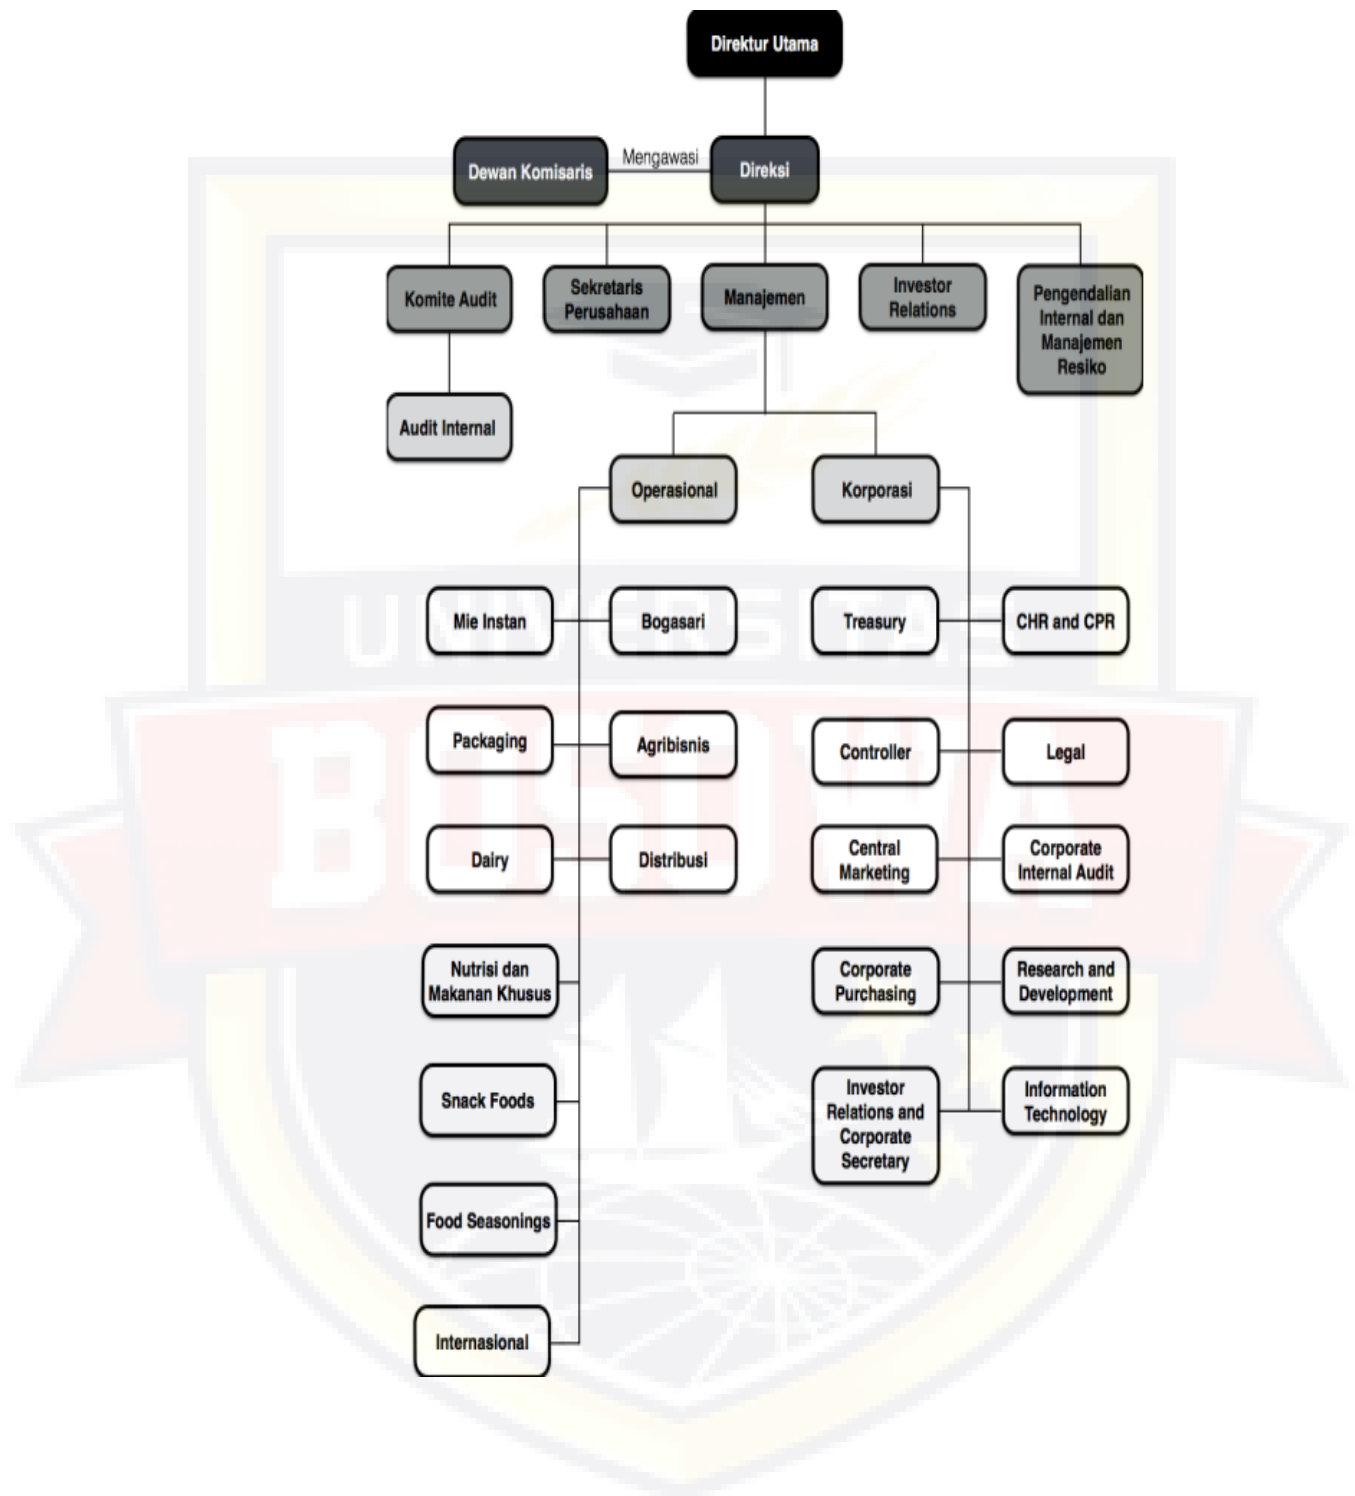 Direktur Utama
Dewan Komisaris
Mengawasi
Direksi
Komite Audit
Sekretaris
Perusahaan
Manajemen
Investor
Relations
Pengendalian
Internal dan
Manajemen
Resiko
Audit Internal
Operasional
Korporasi
Mie Instan
Bogasari
Treasury
CHR and CPR
Packaging
Agribisnis
Controller
Legal
Dairy
Distribusi
Central
Marketing
Corporate
Internal Audit
Nutrisi dan
Makanan Khusus
Corporate
Purchasing
Research and
Development
Snack Foods
Investor
Relations and
Corporate
Secretary
Information
Technology
Food Seasonings
Internasional
UNIVERSITAS
BOSOWA